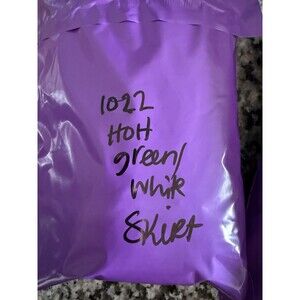 1022
HOH
green/
white
SKIRT